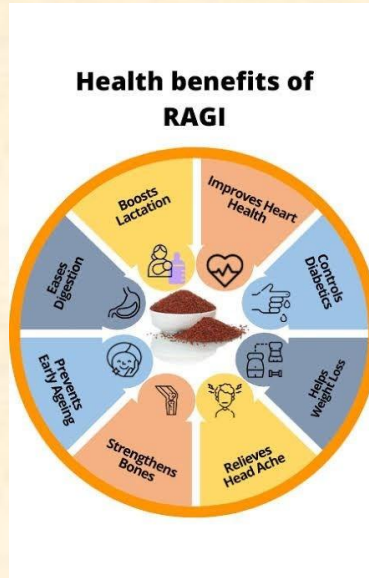 Health benefits of
RAGI
Improves Heart
Health
Controls
Diabetics
Helps
Weight Loss
Relieves
Head Ache
Strengthens
Bones
Prevents
Early Ageing
Eases
Digestion
Boosts
Lactation